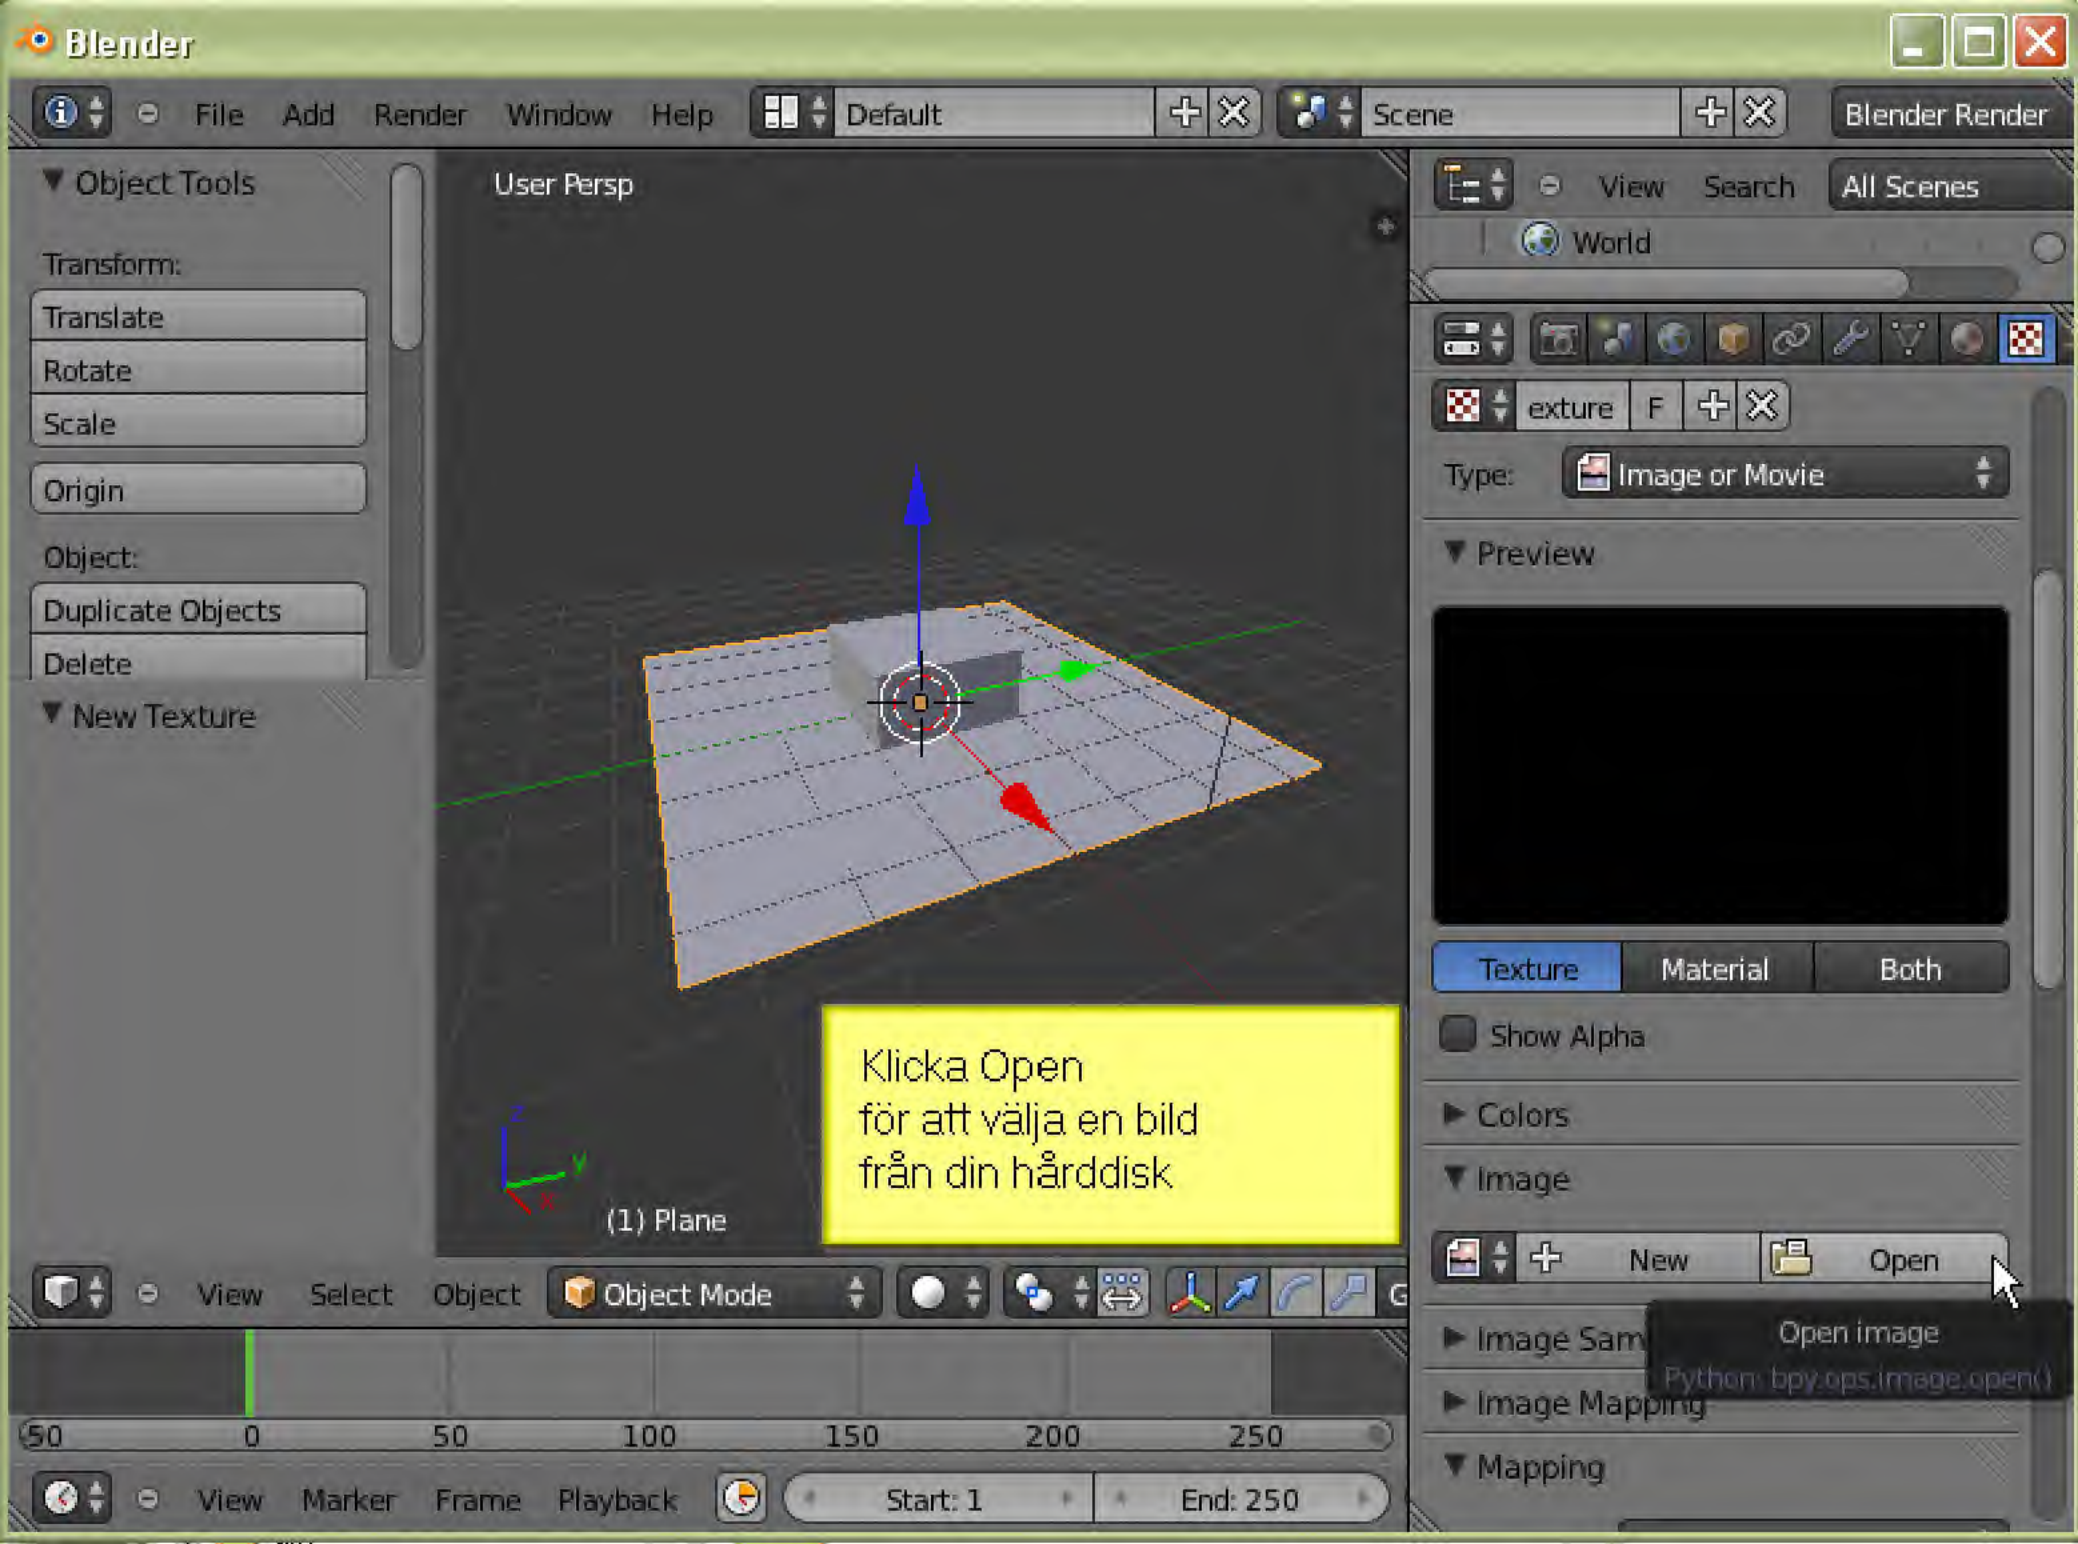 Blender
File Add Render Window Help Default Scene Blender Render
Object Tools
Transform:
Translate
Rotate
Scale
Origin
Object:
Duplicate Objects
Delete
New Texture
User Persp
z
y
x
(1) Plane
Klicka Open
för att välja en bild
från din hårddisk
View Select Object Object Mode G
0 50 100 150 200 250
View Marker Frame Playback Start: 1 End: 250
View Search All Scenes
World
exture F
Type: Image or Movie
Preview
Texture Material Both
Show Alpha
Colors
Image
New Open
Open image
Python: bpy.ops.image.open()
Image Sam
Image Mapping
Mapping